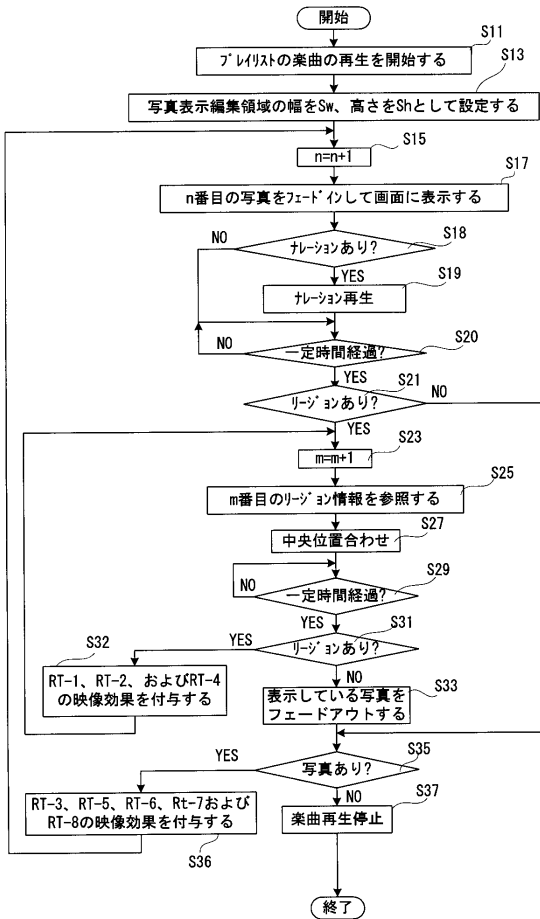 開始
S11
プレイリストの楽曲の再生を開始する
S13
写真表示編集領域の幅をSw、高さをShとして設定する
S15
n=n+1
S17
n番目の写真をフェードインして画面に表示する
S18
NO
ナレーションあり?
YES
S19
ナレーション再生
S20
NO
一定時間経過?
YES
S21
NO
リージョンあり?
YES
S23
m=m+1
S25
m番目のリージョン情報を参照する
S27
中央位置合わせ
S29
NO
一定時間経過?
YES
S31
S32
YES
リージョンあり?
RT-1、RT-2、およびRT-4
の映像効果を付与する
NO
S33
表示している写真を
フェードアウトする
YES
S35
写真あり?
RT-3、RT-5、RT-6、Rt-7および
RT-8の映像効果を付与する
NO
S37
楽曲再生停止
S36
終了